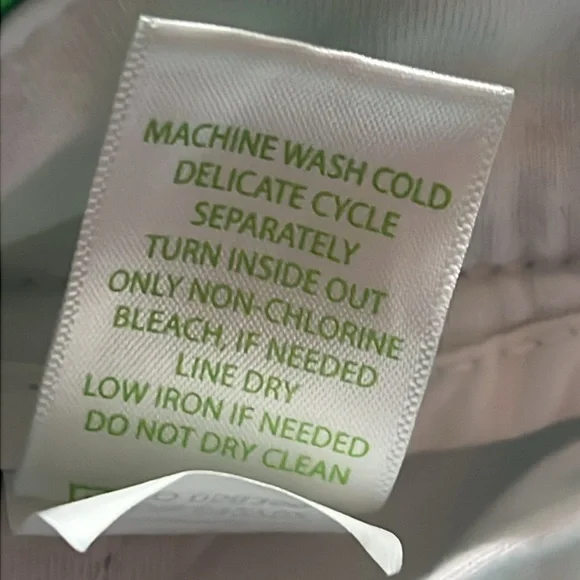 MACHINE WASH COLD
DELICATE CYCLE
SEPARATELY
TURN INSIDE OUT
ONLY NON-CHLORINE
BLEACH, IF NEEDED
LINE DRY
LOW IRON IF NEEDED
DO NOT DRY CLEAN